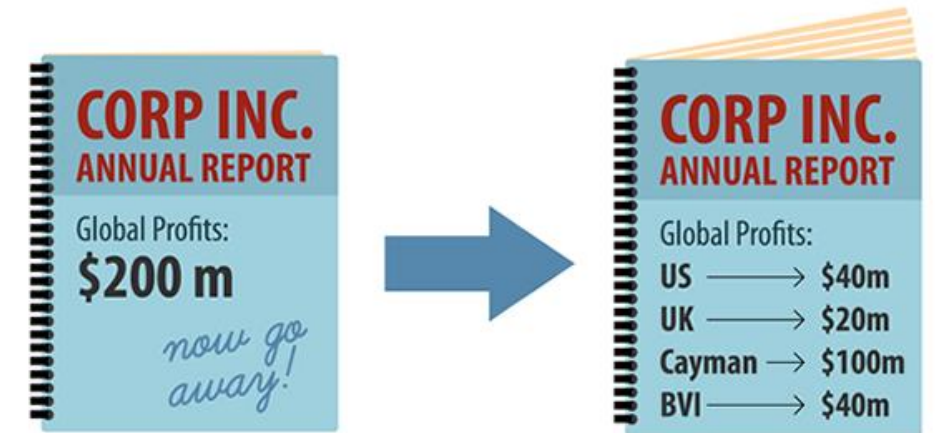 CORP INC.
ANNUAL REPORT
Global Profits:
$200 m
now go
away!
CORP INC.
ANNUAL REPORT
Global Profits:
US → $40m
UK → $20m
Cayman → $100m
BVI → $40m